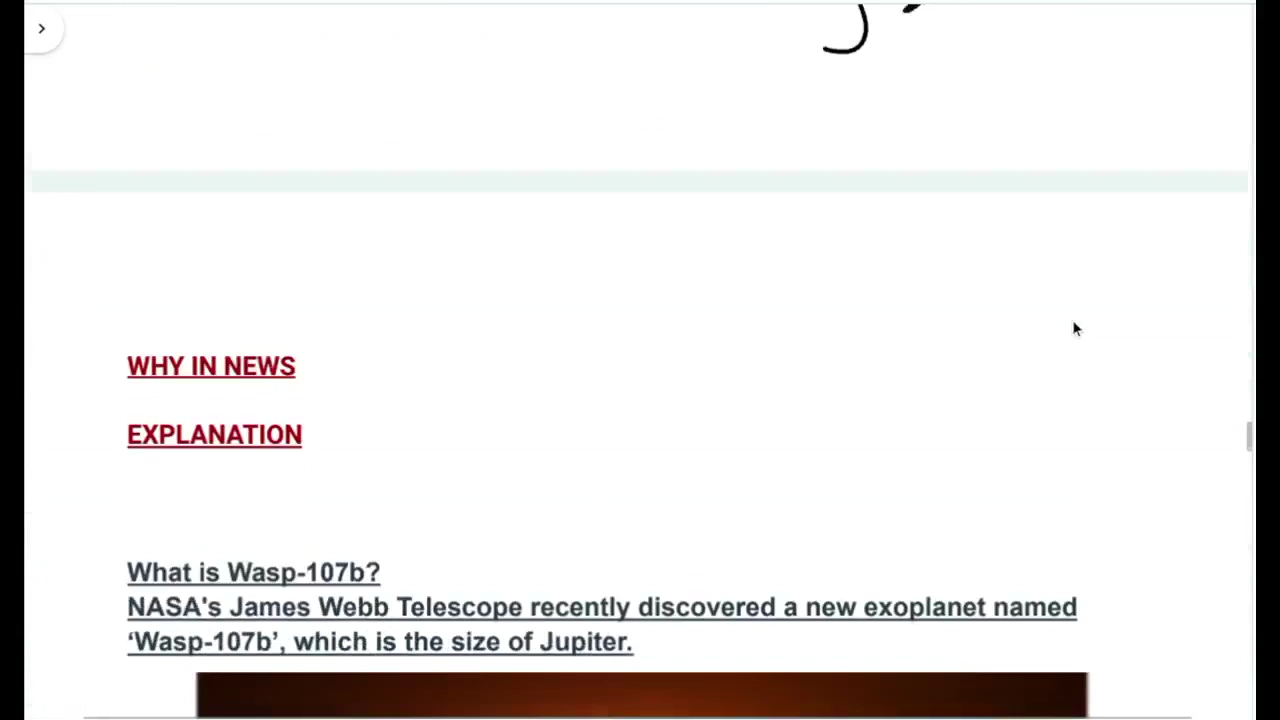 WHY IN NEWS
EXPLANATION
What is Wasp-107b?
NASA's James Webb Telescope recently discovered a new exoplanet named
‘Wasp-107b’, which is the size of Jupiter.